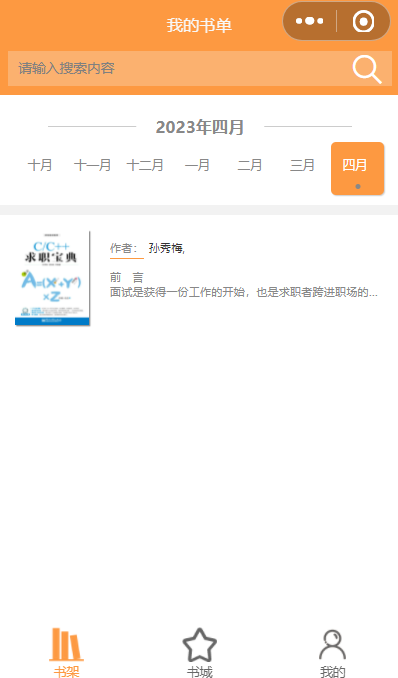 我的书单
请输入搜索内容
2023年四月
十月 十一月 十二月 一月 二月 三月 四月
C/C++
求职宝典
A=(X+Y)
×Z
作者： 孙秀梅,
前 言
面试是获得一份工作的开始，也是求职者跨进职场的...
书架 书城 我的